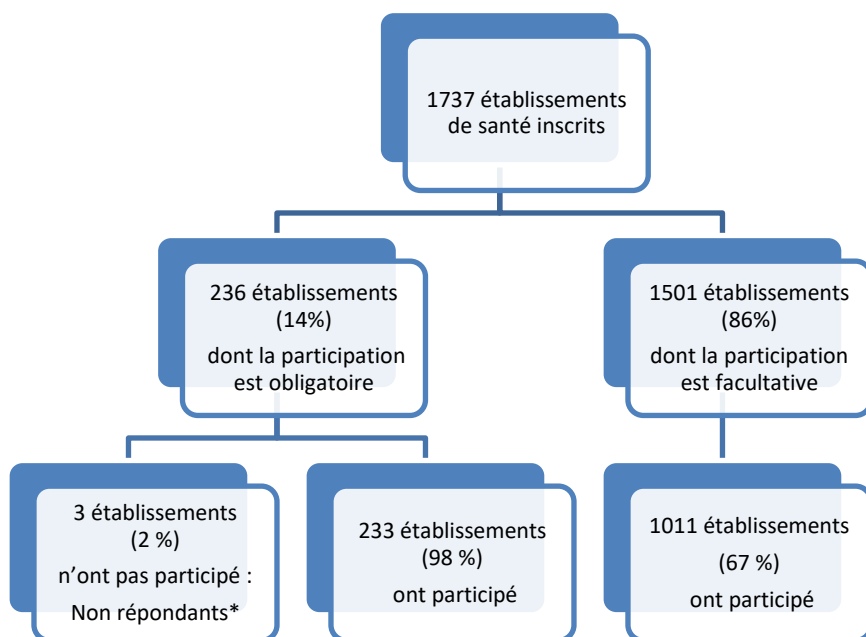 1737 établissements
de santé inscrits
236 établissements
(14%)
dont la participation
est obligatoire
1501 établissements
(86%)
dont la participation
est facultative
3 établissements
(2 %)
n'ont pas participé :
Non répondants*
233 établissements
(98 %)
ont participé
1011 établissements
(67 %)
ont participé